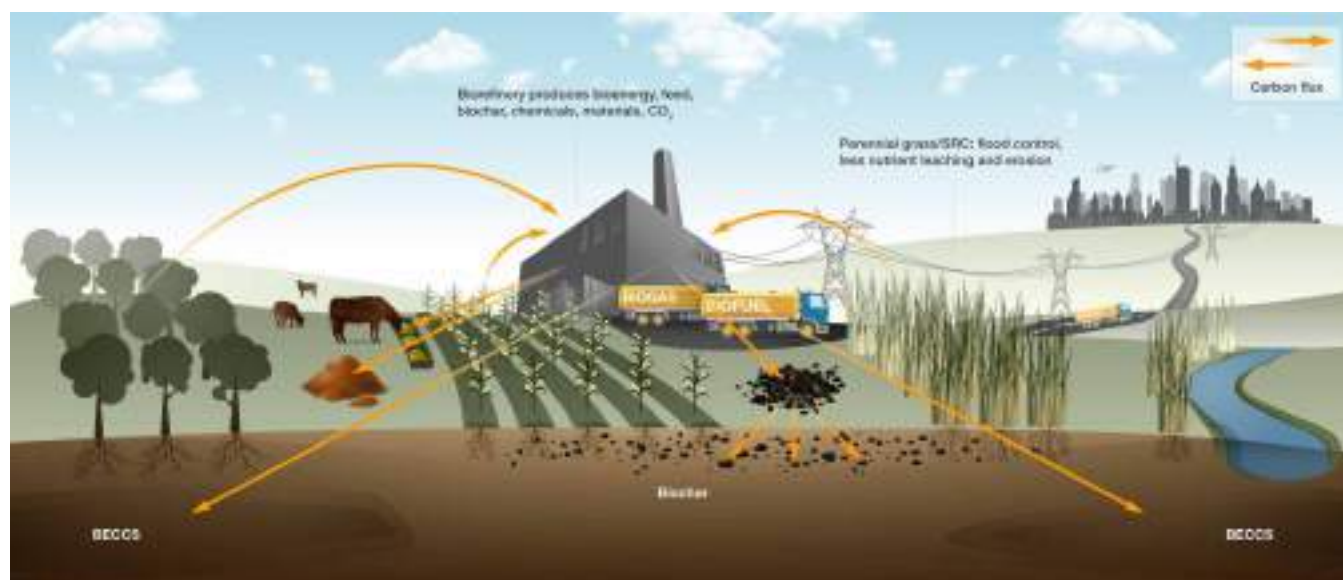 Biorefinery produces bioenergy, feed,
biochar, chemicals, materials, CO₂
Carbon flux
Perennial grass/SRC: flood control,
less nutrient leaching and erosion
BIOGAS
BIOFUEL
Biochar
BECCS
BECCS